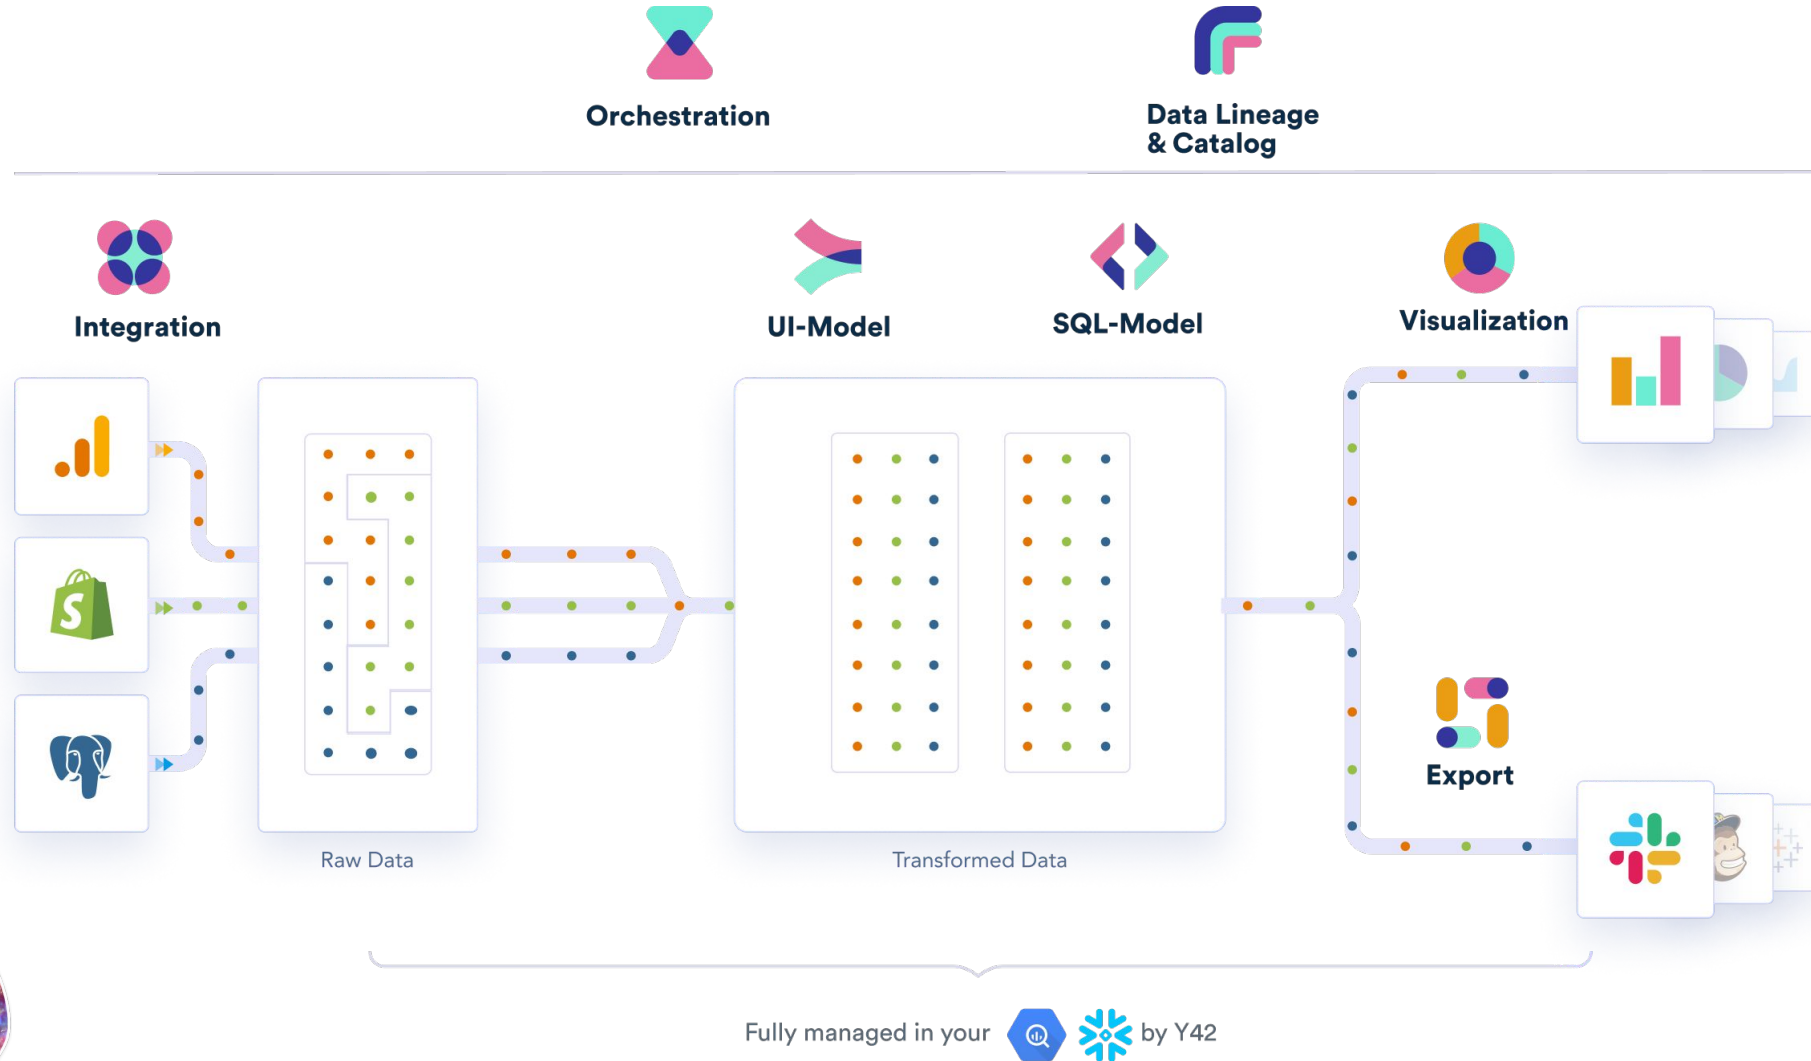 Orchestration
Data Lineage
& Catalog
Integration
UI-Model
SQL-Model
Visualization
Export
Raw Data
Transformed Data
Fully managed in your by Y42